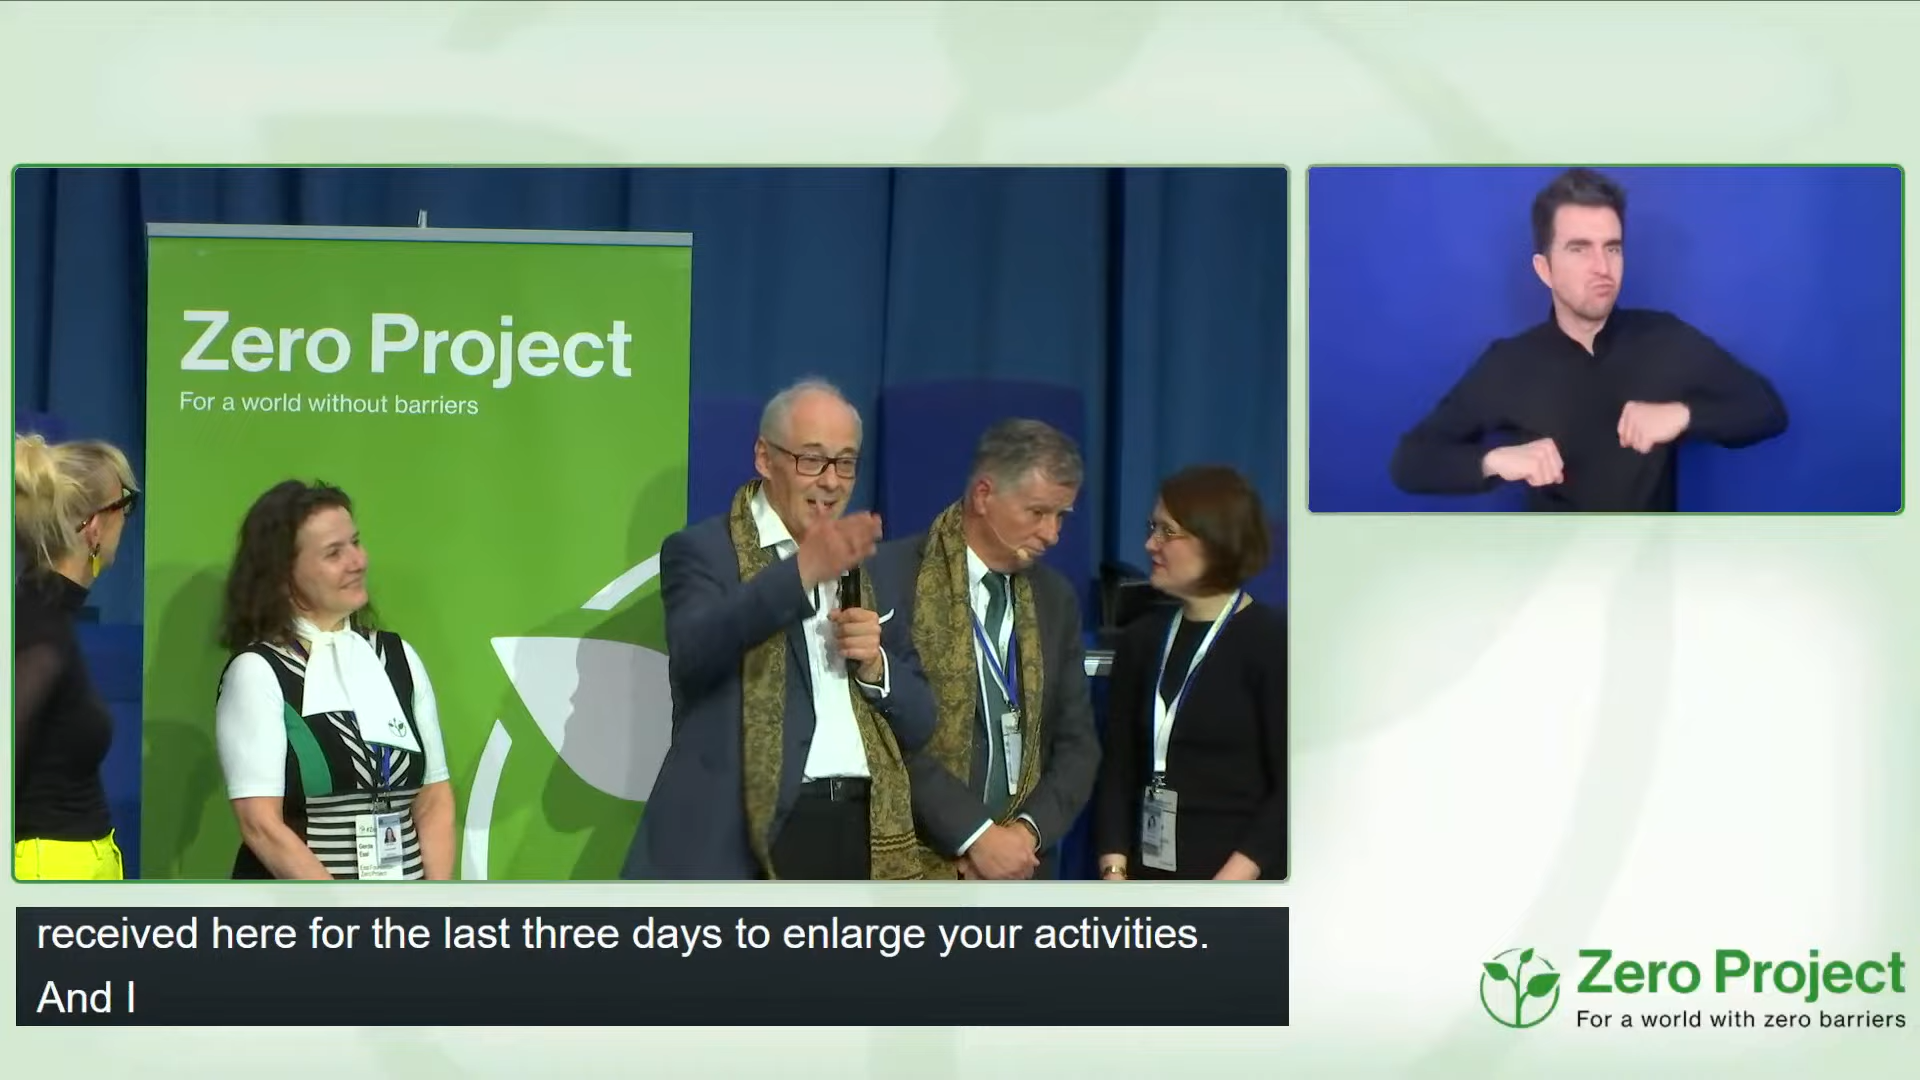 Zero Project
For a world without barriers
Gerda
received here for the last three days to enlarge your activities.
And I
Zero Project
For a world with zero barriers